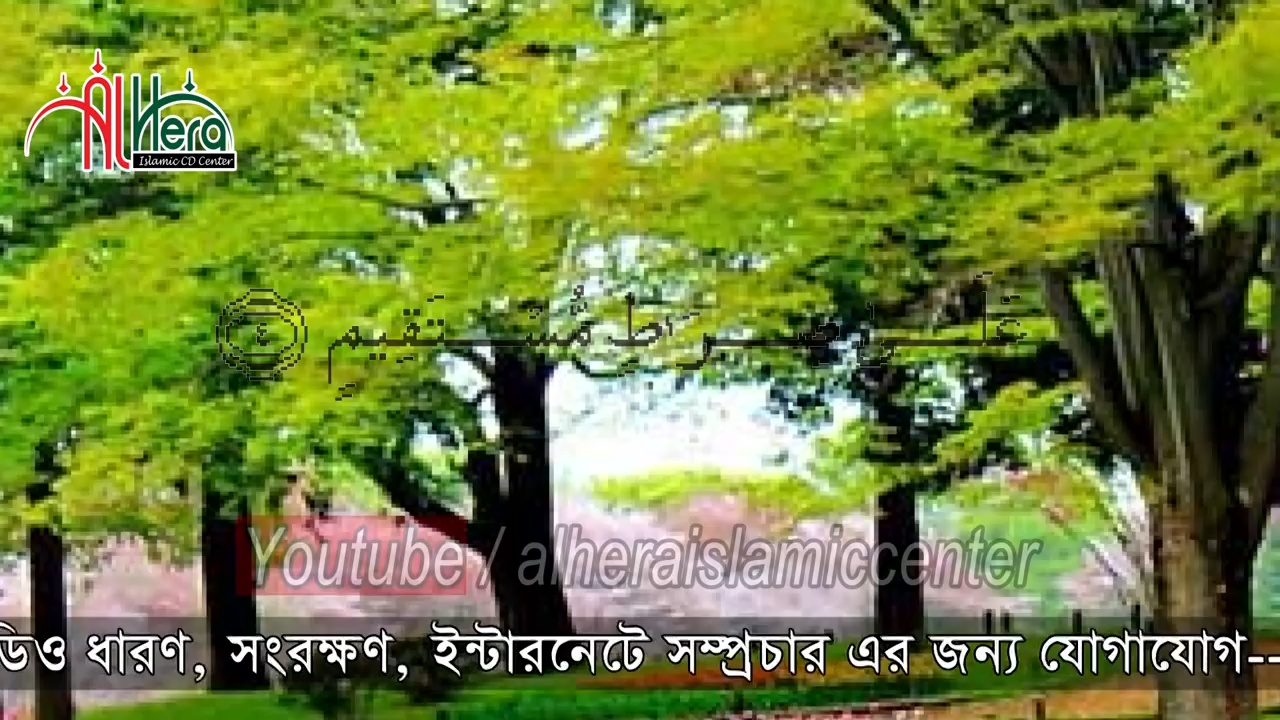 Al Hera
Islamic CD Center
عَلَىٰ صِرَٰطٍ مُّسْتَقِيمٍ ٤
Youtube / alheraislamiccenter
ডিও ধারণ, সংরক্ষণ, ইন্টারনেটে সম্প্রচার এর জন্য যোগাযোগ--